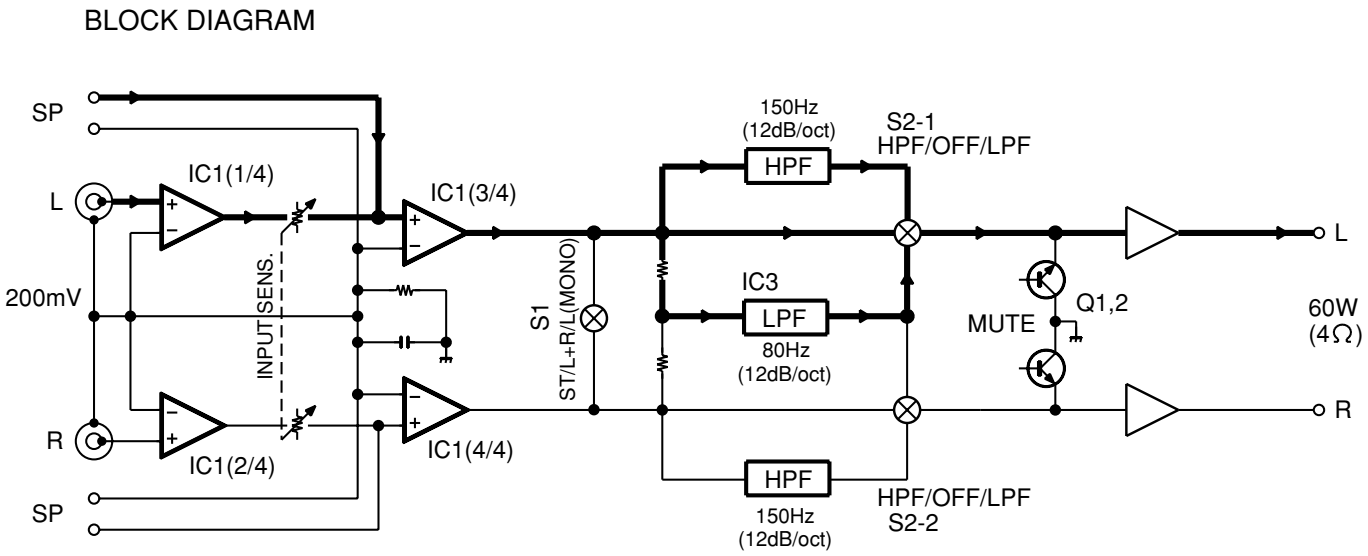 BLOCK DIAGRAM
SP
150Hz
(12dB/oct)
S2-1
HPF/OFF/LPF
HPF
IC1(1/4)
IC1(3/4)
L
+
−
+
−
L
INPUT SENS.
S1
ST/L+R/L(MONO)
IC3
LPF
80Hz
(12dB/oct)
200mV
MUTE
Q1,2
60W
(4Ω)
−
+
−
+
R
R
IC1(2/4)
IC1(4/4)
HPF
150Hz
(12dB/oct)
HPF/OFF/LPF
S2-2
SP